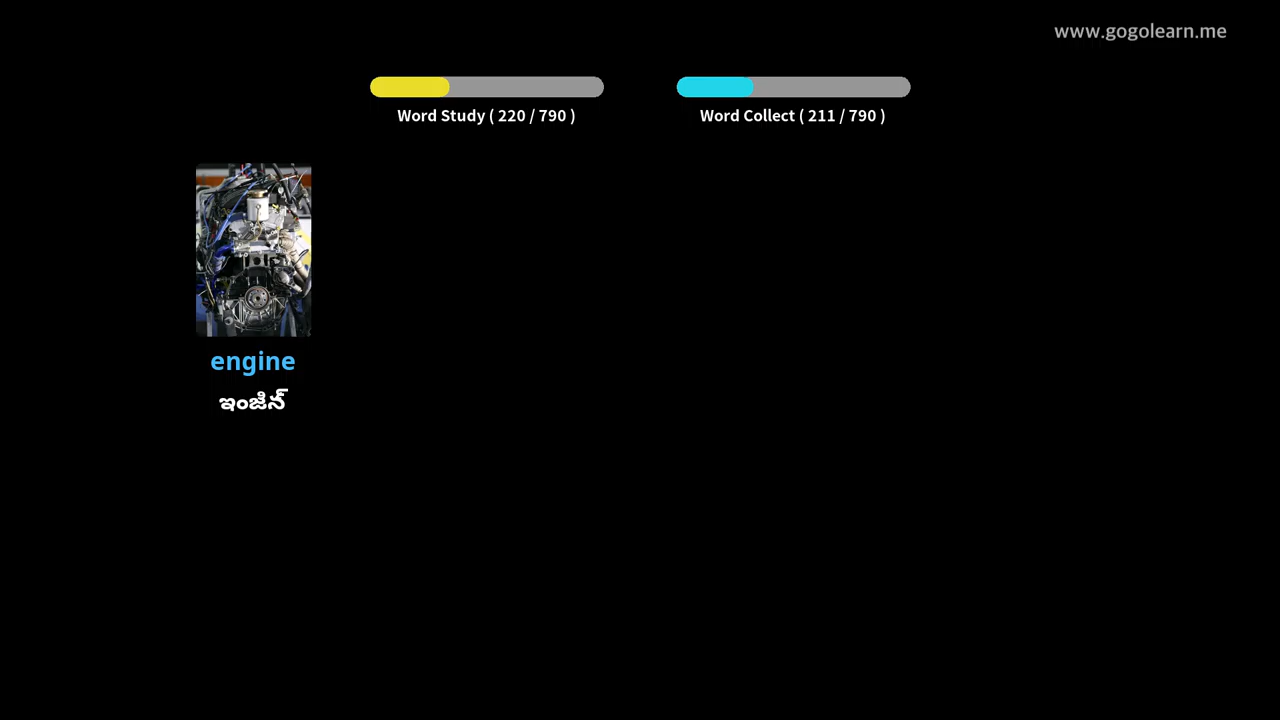 www.gogolearn.me
Word Study ( 220 / 790 )
Word Collect ( 211 / 790 )
engine
ఇంజిన్